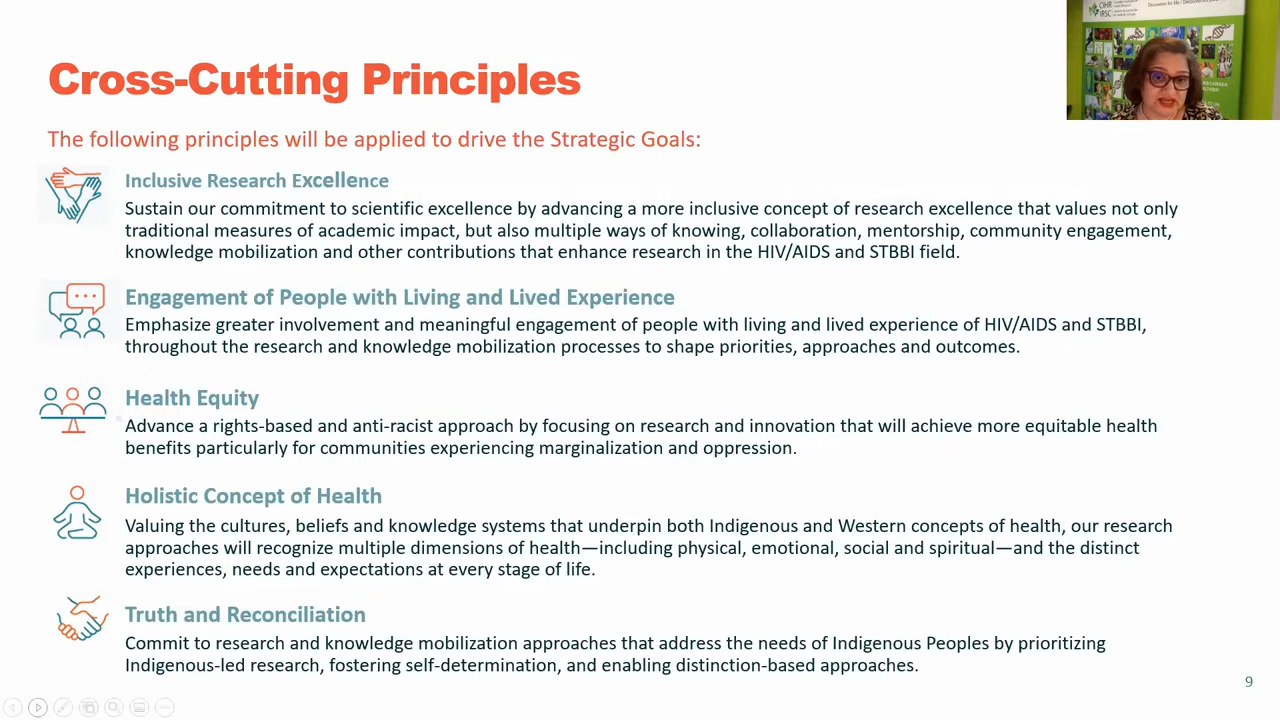 CIHR
IRSC
Discoveries for life / Découvertes pour la vie
Cross-Cutting Principles
The following principles will be applied to drive the Strategic Goals:
Inclusive Research Excellence
Sustain our commitment to scientific excellence by advancing a more inclusive concept of research excellence that values not only
traditional measures of academic impact, but also multiple ways of knowing, collaboration, mentorship, community engagement,
knowledge mobilization and other contributions that enhance research in the HIV/AIDS and STBBI field.
Engagement of People with Living and Lived Experience
Emphasize greater involvement and meaningful engagement of people with living and lived experience of HIV/AIDS and STBBI,
throughout the research and knowledge mobilization processes to shape priorities, approaches and outcomes.
Health Equity
Advance a rights-based and anti-racist approach by focusing on research and innovation that will achieve more equitable health
benefits particularly for communities experiencing marginalization and oppression.
Holistic Concept of Health
Valuing the cultures, beliefs and knowledge systems that underpin both Indigenous and Western concepts of health, our research
approaches will recognize multiple dimensions of health—including physical, emotional, social and spiritual—and the distinct
experiences, needs and expectations at every stage of life.
Truth and Reconciliation
Commit to research and knowledge mobilization approaches that address the needs of Indigenous Peoples by prioritizing
Indigenous-led research, fostering self-determination, and enabling distinction-based approaches.
9